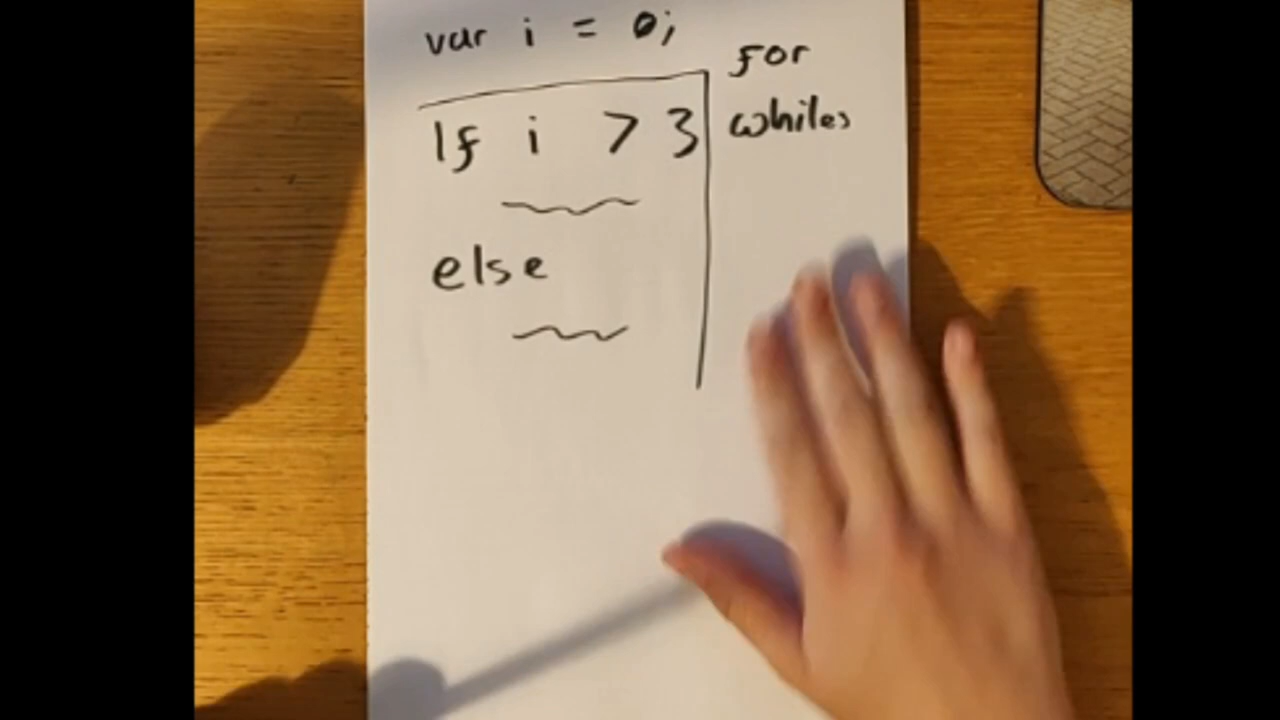 var i = 0;
If i > 3
else
for
whiles